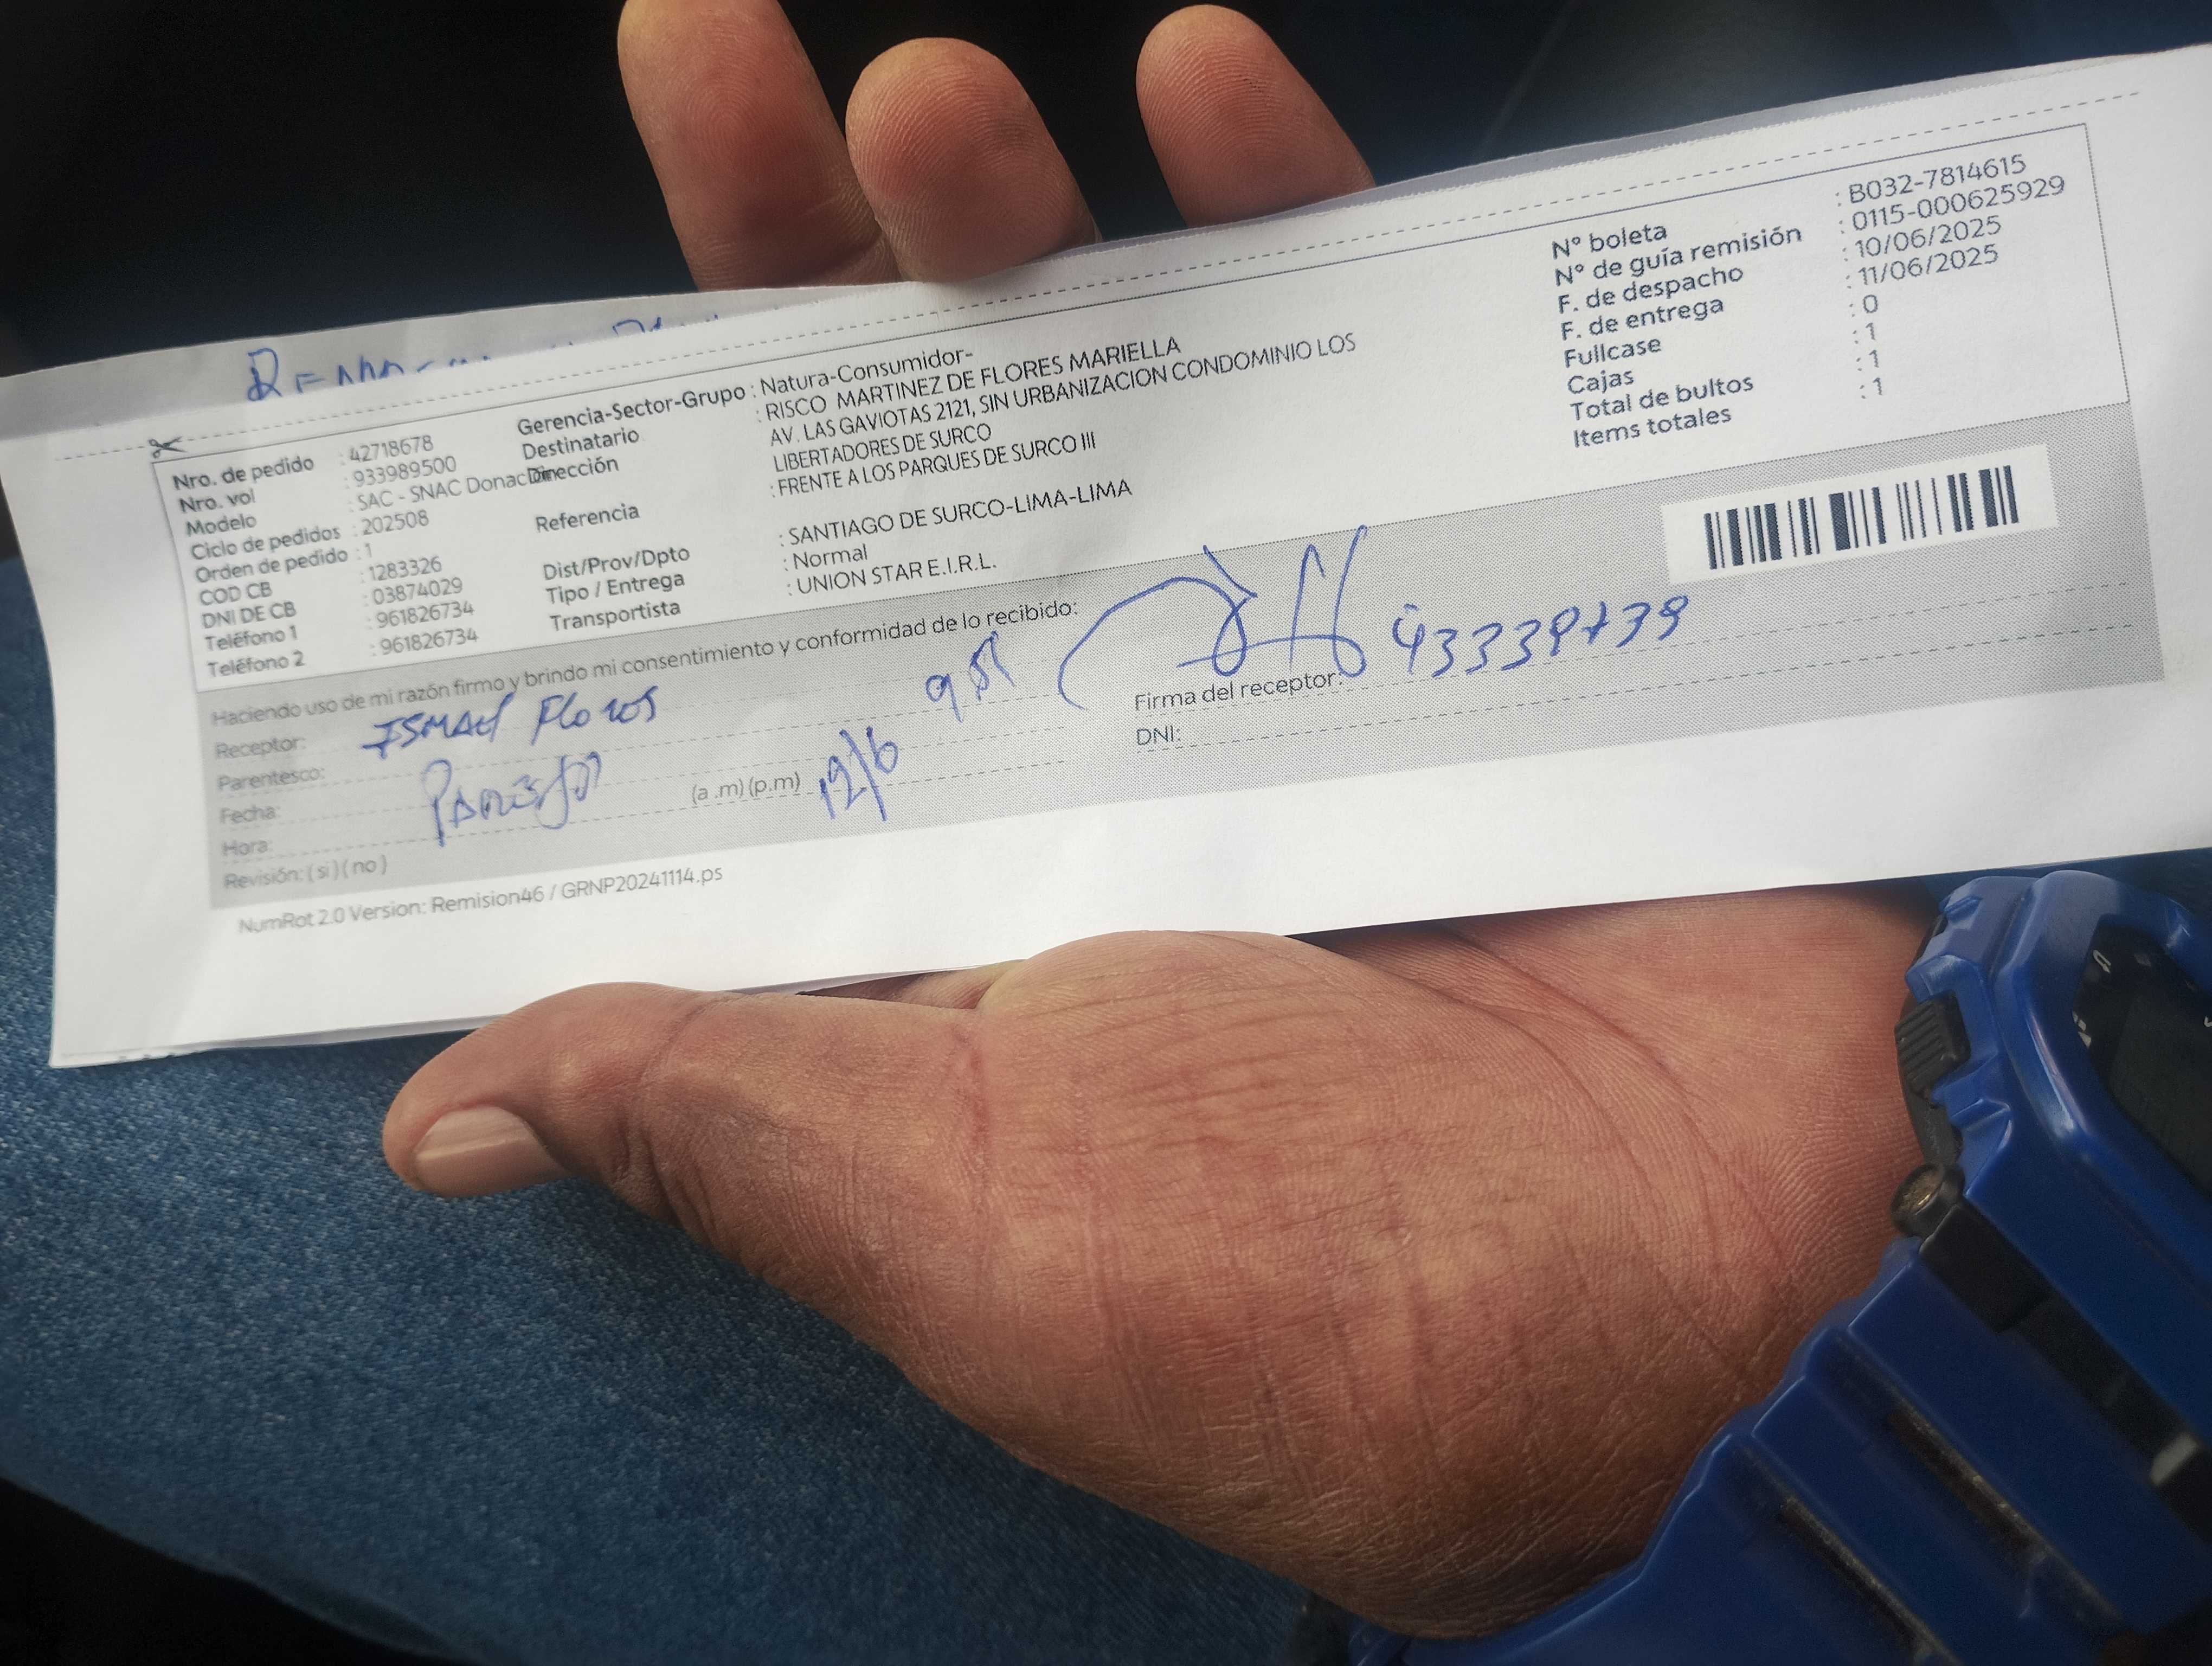 Nro. de pedido : 42718678
Nro. vol : 933989500
Modelo : SAC - SNAC Donacion
Ciclo de pedidos : 202508
Orden de pedido : 1
COD CB : 1283326
DNI DE CB : 03874029
Teléfono 1 : 961826734
Teléfono 2 : 961826734
Gerencia-Sector-Grupo : Natura-Consumidor-
Destinatario : RISCO MARTINEZ DE FLORES MARIELLA
Dirección AV. LAS GAVIOTAS 2121, SIN URBANIZACION CONDOMINIO LOS
LIBERTADORES DE SURCO
Referencia : FRENTE A LOS PARQUES DE SURCO III
Dist/Prov/Dpto : SANTIAGO DE SURCO-LIMA-LIMA
Tipo / Entrega : Normal
Transportista : UNION STAR E.I.R.L.
N° boleta : B032-7814615
N° de guía remisión : 0115-000625929
F. de despacho : 10/06/2025
F. de entrega : 11/06/2025
Fullcase : 0
Cajas : 1
Total de bultos : 1
Items totales : 1
Haciendo uso de mi razón firmo y brindo mi consentimiento y conformidad de lo recibido:
Receptor: ISMAel Flores
Parentesco:
Fecha:
Hora: (a .m) (p.m) 12/6
Revisión: ( si ) ( no )
Firma del receptor:
DNI:
NumRot 2.0 Version: Remision46 / GRNP20241114.ps